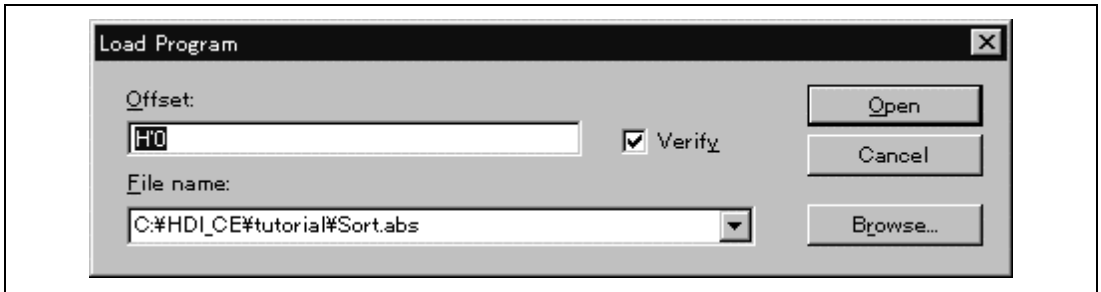 Load Program
Offset:
Open
H'0
Verify
Cancel
File name:
C:¥HDI_CE¥tutorial¥Sort.abs
Browse...